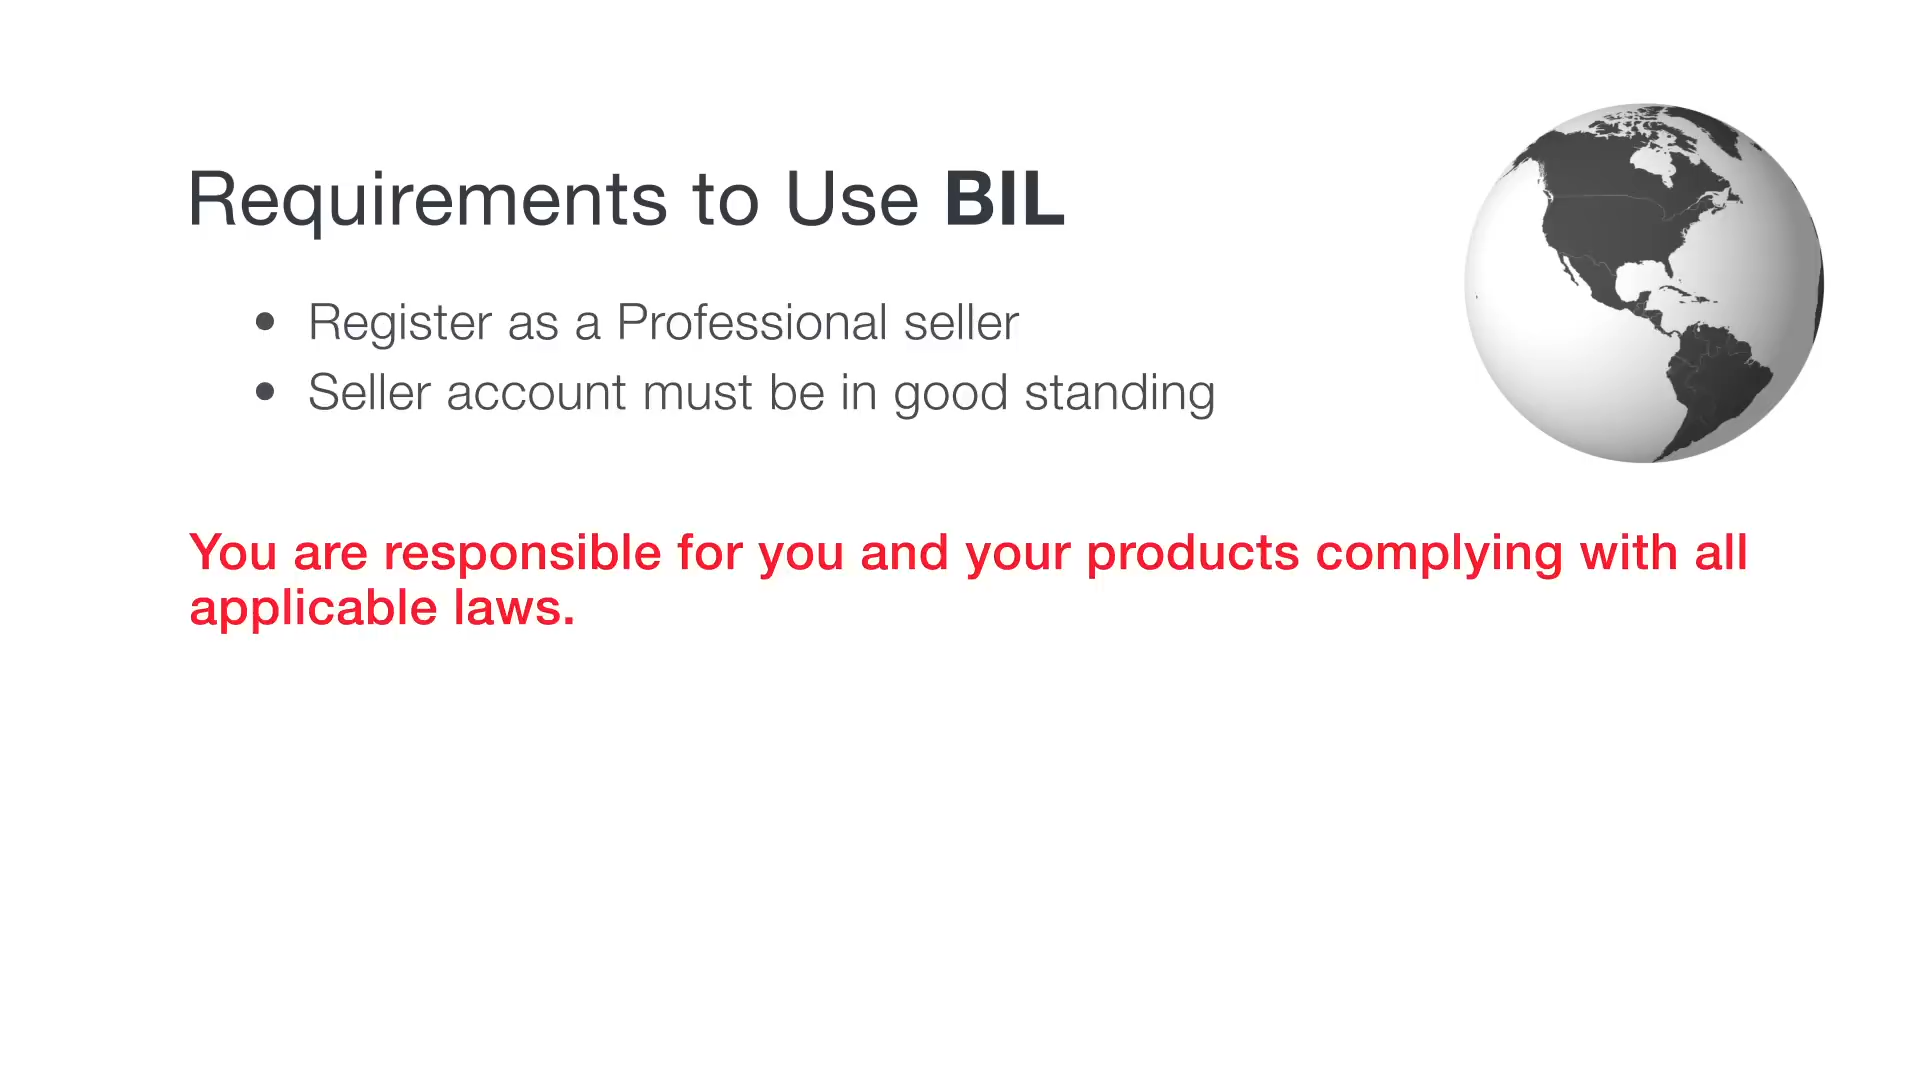 Requirements to Use BIL
• Register as a Professional seller
• Seller account must be in good standing
You are responsible for you and your products complying with all
applicable laws.